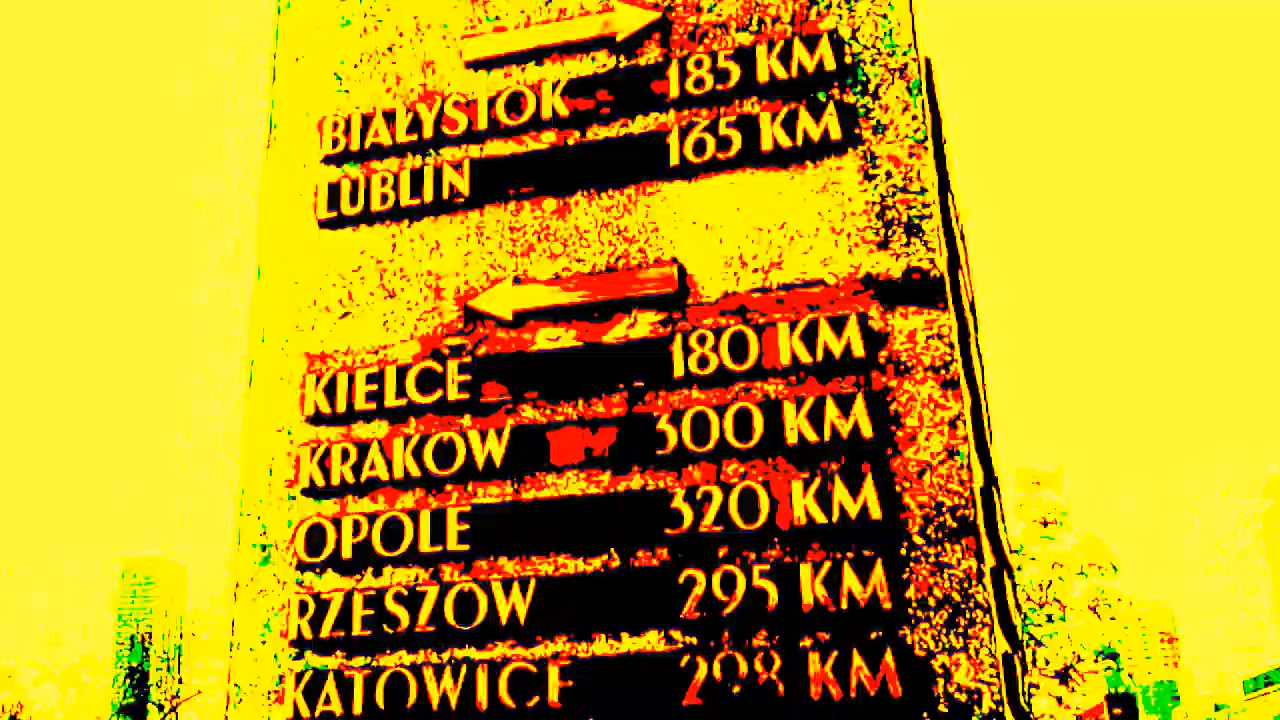 BIAŁYSTOK 185 KM
LUBLIN 165 KM
KIELCE 180 KM
KRAKOW 300 KM
OPOLE 320 KM
RZESZOW 295 KM
KATOWICE 298 KM